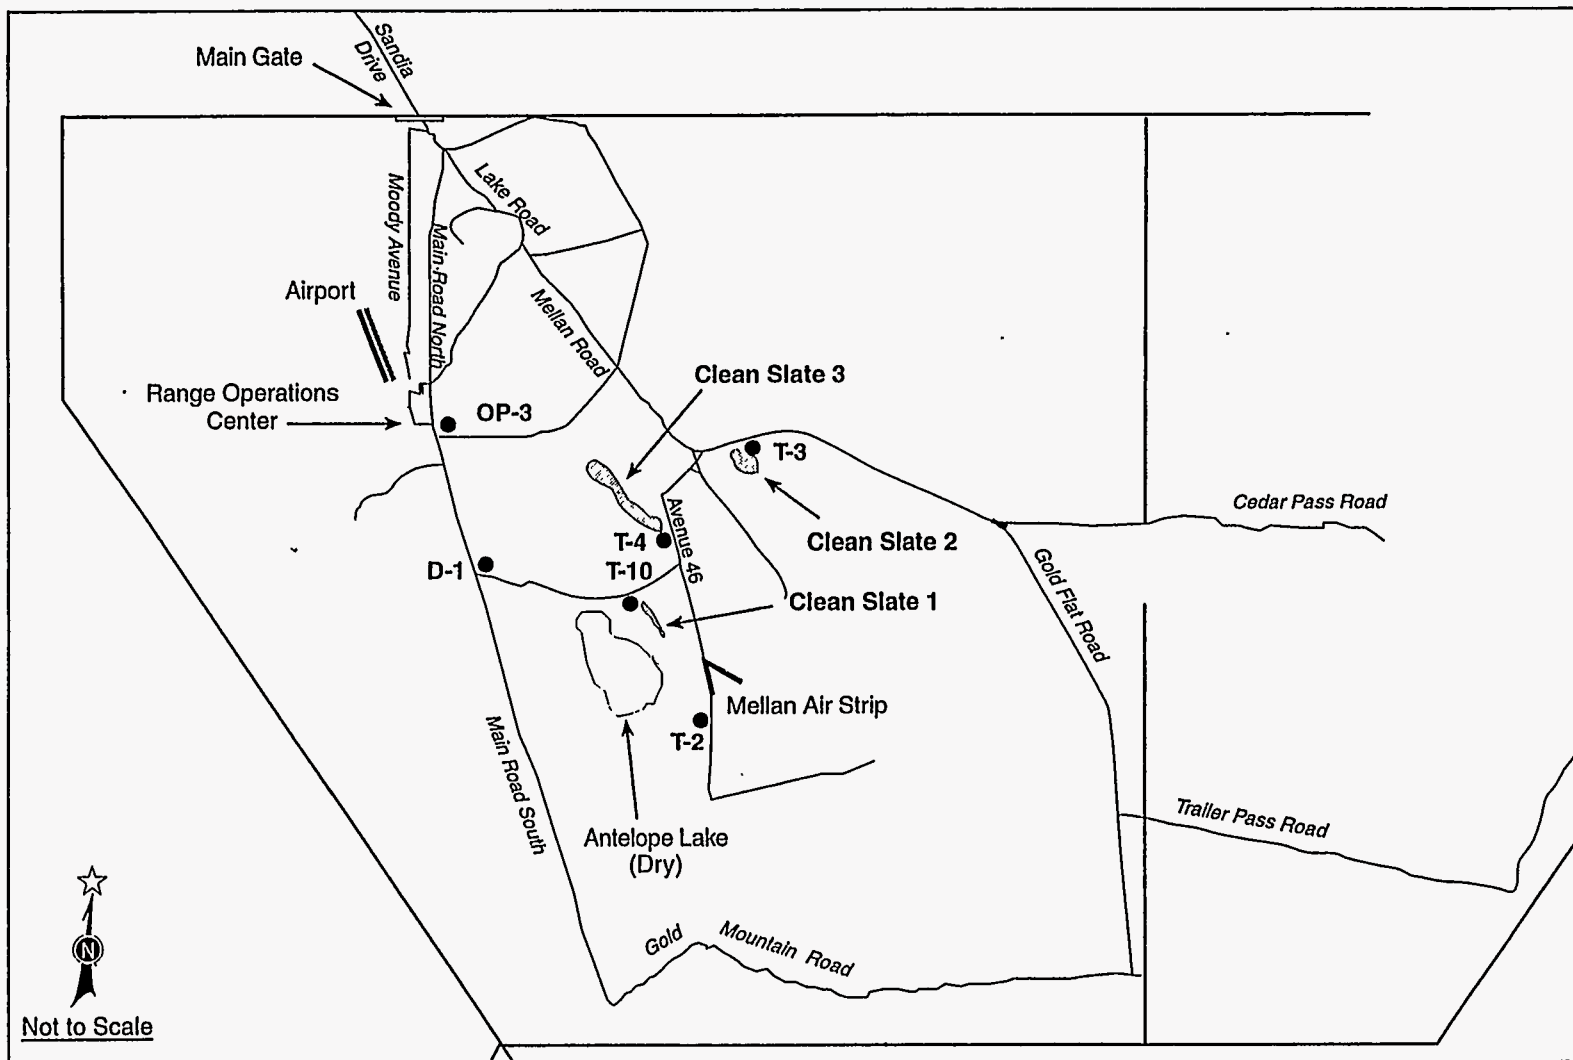 Sandia
Drive
Main Gate
Lake Road
Moody Avenue
Main Road North
Airport
Mellan Road
Clean Slate 3
Range Operations
Center
OP-3
T-3
Cedar Pass Road
Avenue 46
T-4
Clean Slate 2
D-1
T-10
Gold Flat Road
Clean Slate 1
Mellan Air Strip
Main Road South
T-2
Trailer Pass Road
Antelope Lake
(Dry)
Gold Mountain Road
N
Not to Scale